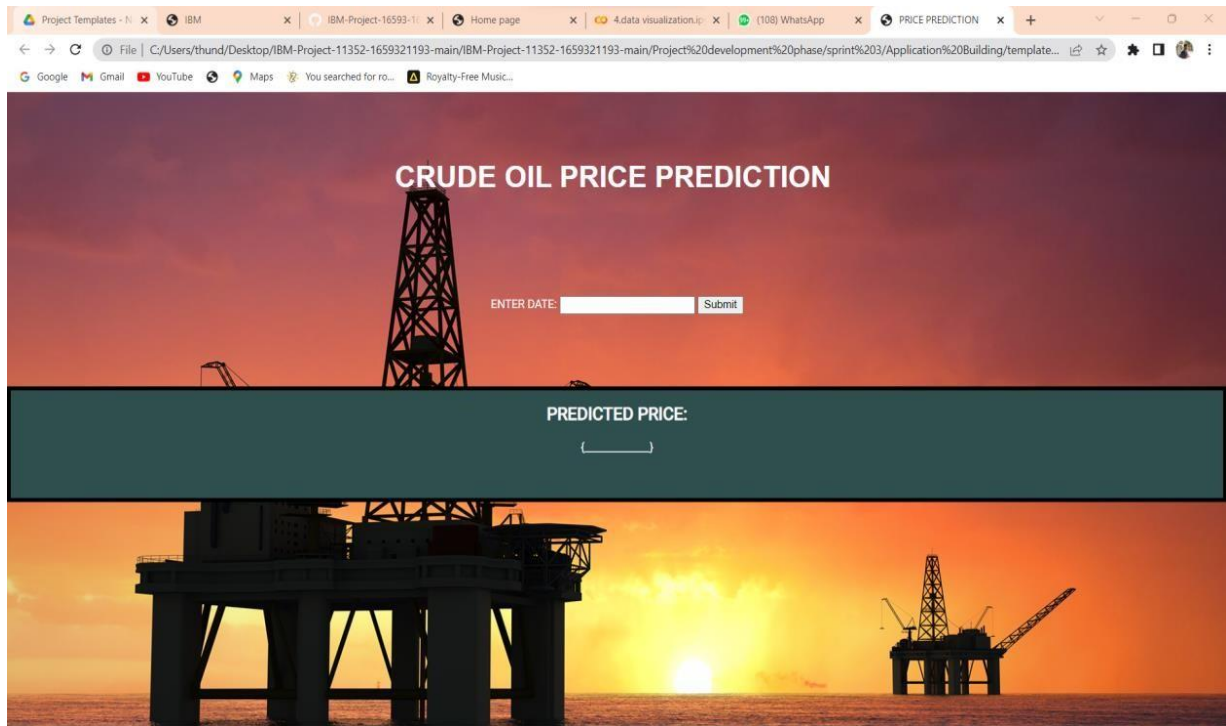 Project Templates - N
IBM
IBM-Project-16593-1
Home page
4.data visualization.ip
(108) WhatsApp
PRICE PREDICTION
File | C:/Users/thund/Desktop/IBM-Project-11352-1659321193-main/IBM-Project-11352-1659321193-main/Project%20development%20phase/sprint%203/Application%20Building/template...
Google Gmail YouTube Maps You searched for ro... Royalty-Free Music...
CRUDE OIL PRICE PREDICTION
ENTER DATE: Submit
PREDICTED PRICE:
{__________}